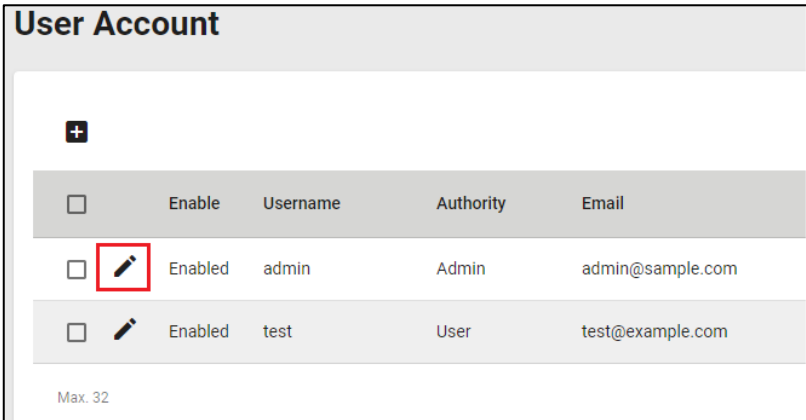 User Account
Enable Username Authority Email
Enabled admin Admin admin@sample.com
Enabled test User test@example.com
Max. 32